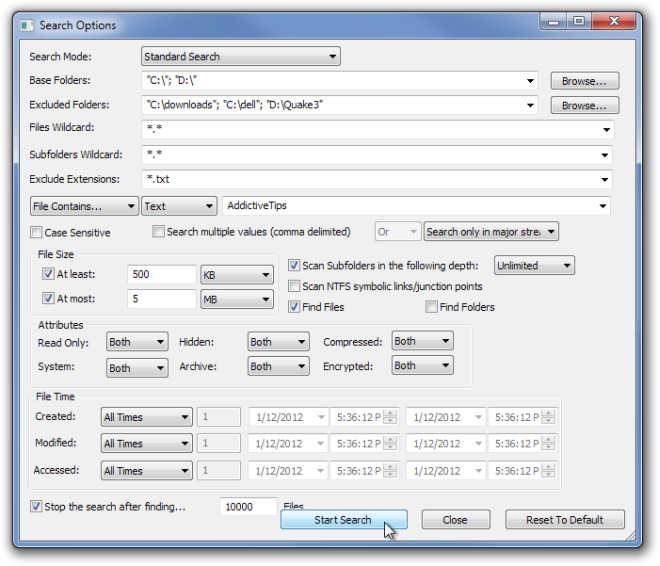 Search Options
Search Mode: Standard Search
Base Folders: "C:\"; "D:\" Browse...
Excluded Folders: "C:\downloads"; "C:\dell"; "D:\Quake3" Browse...
Files Wildcard: *.*
Subfolders Wildcard: *.*
Exclude Extensions: *.txt
File Contains... Text AddictiveTips
Case Sensitive Search multiple values (comma delimited) Or Search only in major strea
File Size
At least: 500 KB Scan Subfolders in the following depth: Unlimited
Scan NTFS symbolic links/junction points
At most: 5 MB Find Files Find Folders
Attributes
Read Only: Both Hidden: Both Compressed: Both
System: Both Archive: Both Encrypted: Both
File Time
Created: All Times 1 1/12/2012 5:36:12 P 1/12/2012 5:36:12 P
Modified: All Times 1 1/12/2012 5:36:12 P 1/12/2012 5:36:12 P
Accessed: All Times 1 1/12/2012 5:36:12 P 1/12/2012 5:36:12 P
Stop the search after finding... 10000 Files
Start Search Close Reset To Default